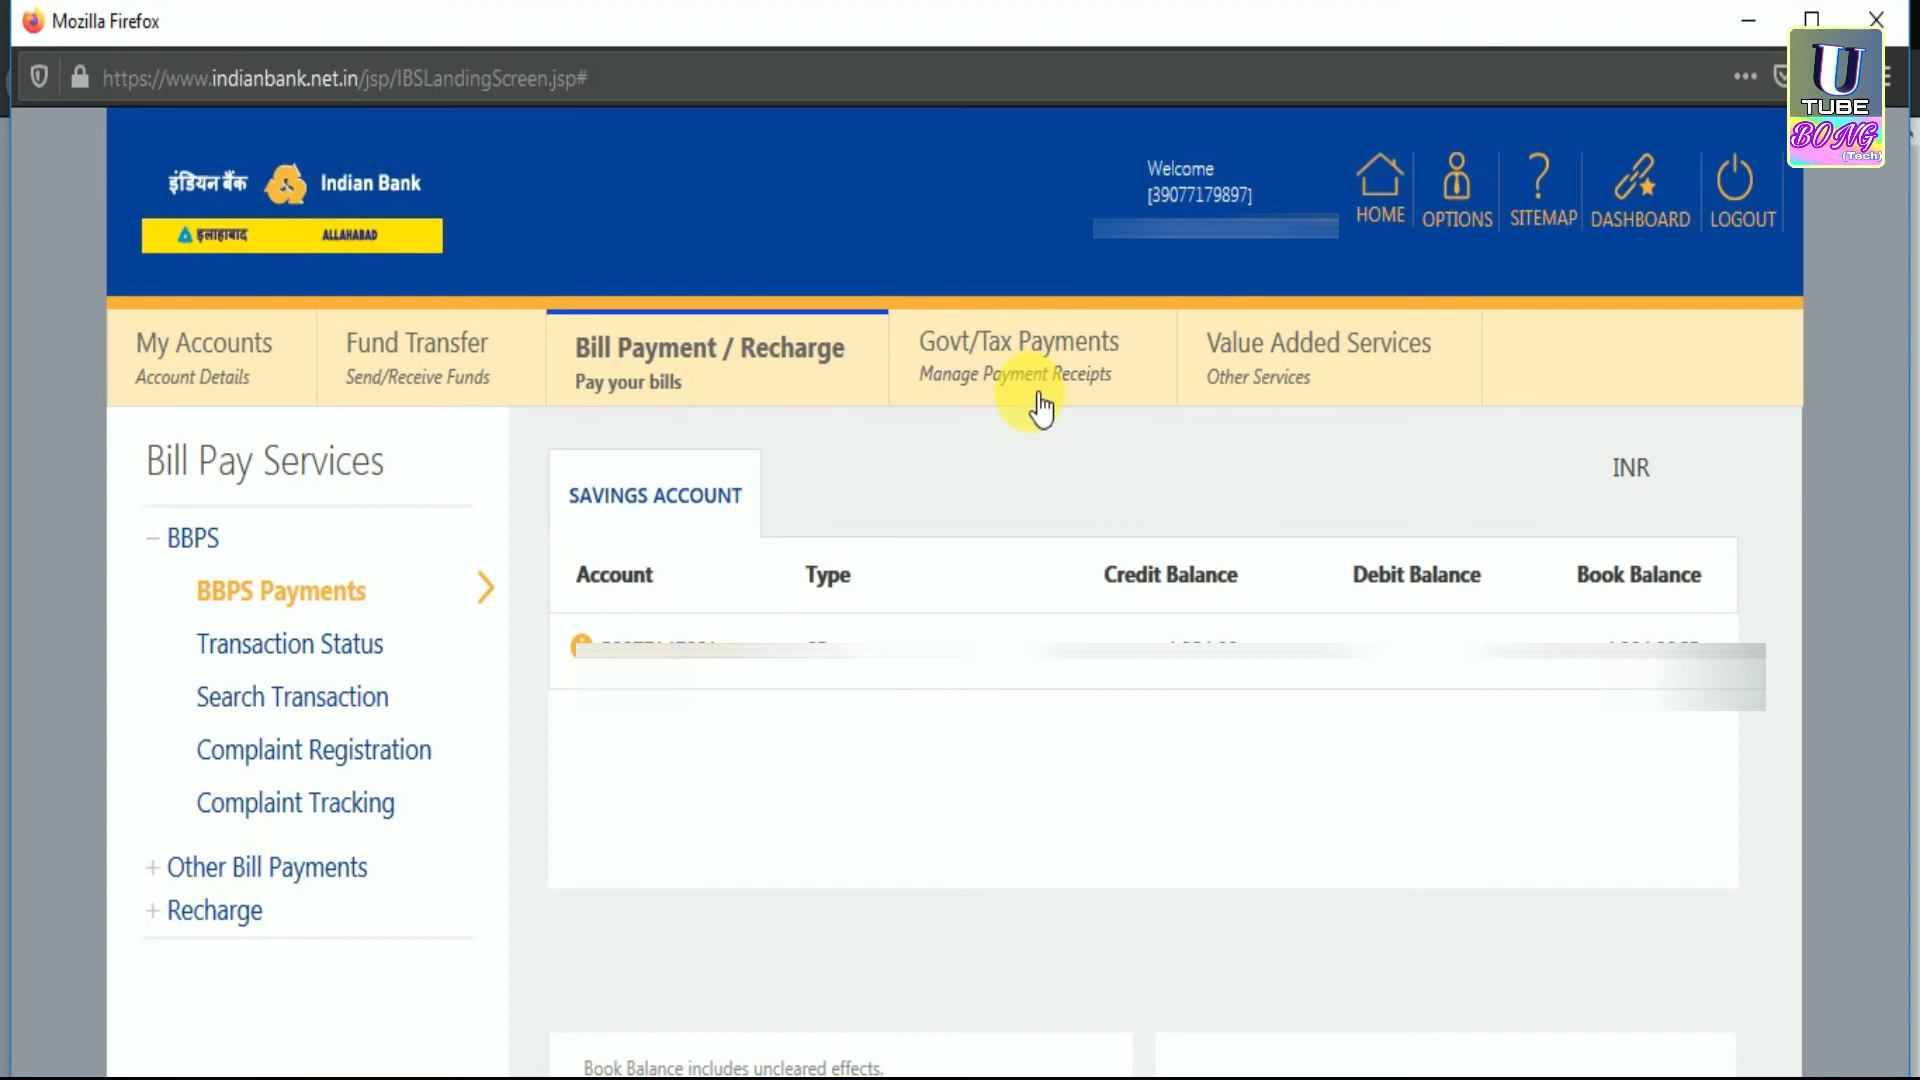 Mozilla Firefox
https://www.indianbank.net.in/jsp/IBSLandingScreen.jsp#
U
TUBE
BONG
(Tech)
इंडियन बैंक Indian Bank
इलाहाबाद ALLAHABAD
Welcome
[39077179897]
HOME OPTIONS SITEMAP DASHBOARD LOGOUT
My Accounts
Account Details
Fund Transfer
Send/Receive Funds
Bill Payment / Recharge
Pay your bills
Govt/Tax Payments
Manage Payment Receipts
Value Added Services
Other Services
Bill Pay Services
– BBPS
BBPS Payments
Transaction Status
Search Transaction
Complaint Registration
Complaint Tracking
+ Other Bill Payments
+ Recharge
INR
SAVINGS ACCOUNT
Account Type Credit Balance Debit Balance Book Balance
Book Balance includes uncleared effects.